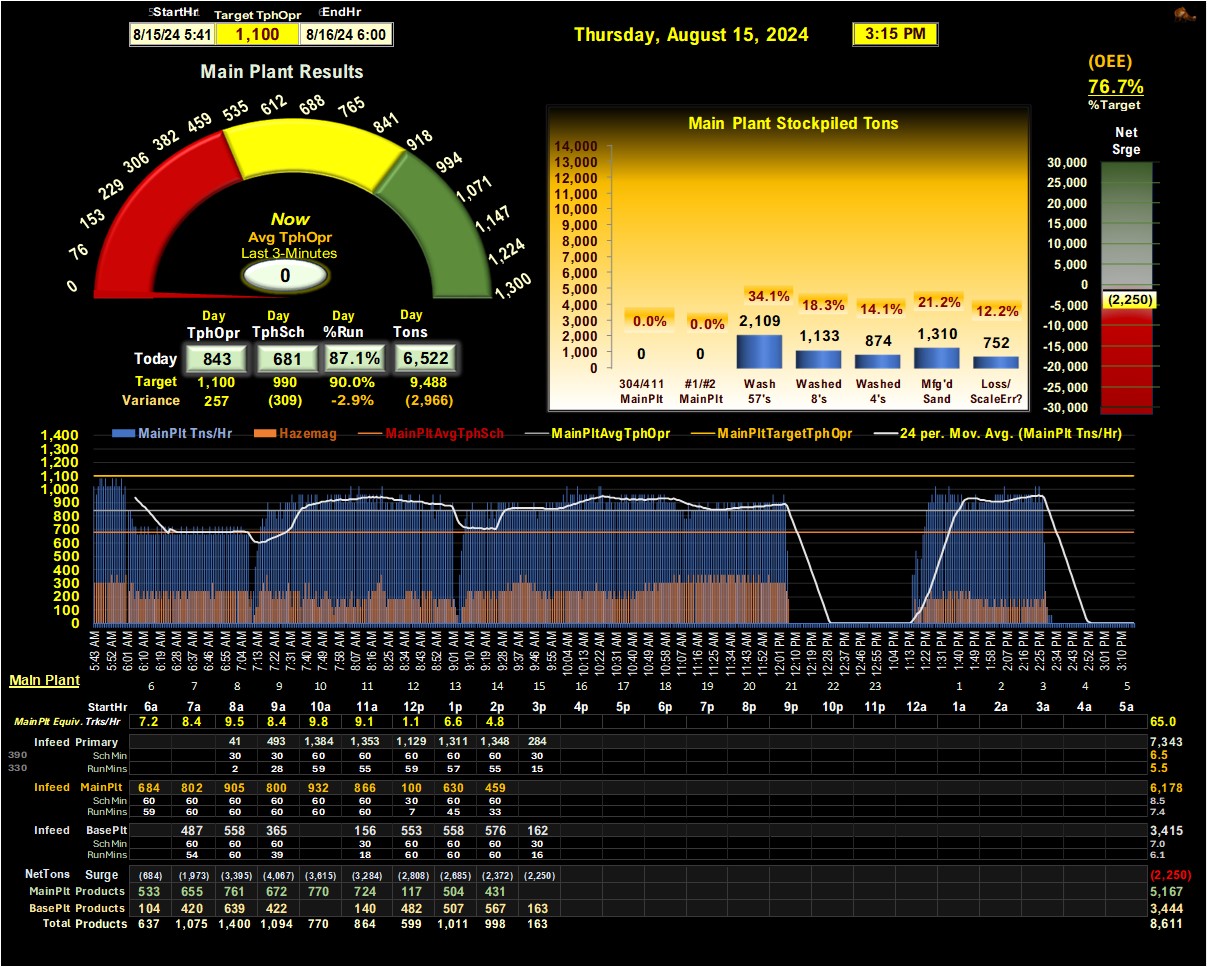 StartHr Target TphOpr EndHr
8/15/24 5:41 1,100 8/16/24 6:00
Thursday, August 15, 2024 3:15 PM
(OEE)
76.7%
%Target
Main Plant Results
0 76 153 229 306 382 459 535 612 688 765 841 918 994 1,071 1,147 1,224 1,300
Now
Avg TphOpr
Last 3-Minutes
0
Day Day Day Day
TphOpr TphSch %Run Tons
Today 843 681 87.1% 6,522
Target 1,100 990 90.0% 9,488
Variance 257 (309) -2.9% (2,966)
Main Plant Stockpiled Tons
14,000
13,000
12,000
11,000
10,000
9,000
8,000
7,000
6,000
5,000
4,000
3,000
2,000
1,000
0
0.0% 0.0% 34.1% 18.3% 14.1% 21.2% 12.2%
0 0 2,109 1,133 874 1,310 752
304/411 #1/#2 Wash Washed Washed Mfg'd Loss/
MainPlt MainPlt 57's 8's 4's Sand ScaleErr?
Net
Srge
30,000
25,000
20,000
15,000
10,000
5,000
0
-5,000
-10,000
-15,000
-20,000
-25,000
-30,000
(2,250)
MainPlt Tns/Hr Hazemag MainPltAvgTphSch MainPltAvgTphOpr MainPltTargetTphOpr 24 per. Mov. Avg. (MainPlt Tns/Hr)
1,400
1,300
1,200
1,100
1,000
900
800
700
600
500
400
300
200
100
0
5:43 AM 5:52 AM 6:01 AM 6:10 AM 6:19 AM 6:28 AM 6:37 AM 6:46 AM 6:55 AM 7:04 AM 7:13 AM 7:22 AM 7:31 AM 7:40 AM 7:49 AM 7:58 AM 8:07 AM 8:16 AM 8:25 AM 8:34 AM 8:43 AM 8:52 AM 9:01 AM 9:10 AM 9:19 AM 9:28 AM 9:37 AM 9:46 AM 9:55 AM 10:04 AM 10:13 AM 10:22 AM 10:31 AM 10:40 AM 10:49 AM 10:58 AM 11:07 AM 11:16 AM 11:25 AM 11:34 AM 11:43 AM 11:52 AM 12:01 PM 12:10 PM 12:19 PM 12:28 PM 12:37 PM 12:46 PM 12:55 PM 1:04 PM 1:13 PM 1:22 PM 1:31 PM 1:40 PM 1:49 PM 1:58 PM 2:07 PM 2:16 PM 2:25 PM 2:34 PM 2:43 PM 2:52 PM 3:01 PM 3:10 PM
Main Plant
6 7 8 9 10 11 12 13 14 15 16 17 18 19 20 21 22 23 1 2 3 4 5
StartHr 6a 7a 8a 9a 10a 11a 12p 1p 2p 3p 4p 5p 6p 7p 8p 9p 10p 11p 12a 1a 2a 3a 4a 5a
MainPlt Equiv. Trks/Hr 7.2 8.4 9.5 8.4 9.8 9.1 1.1 6.6 4.8 65.0
Infeed Primary 41 493 1,384 1,353 1,129 1,311 1,348 284 7,343
390 SchMin 30 30 60 60 60 60 60 30 6.5
330 RunMins 2 28 59 55 59 57 55 15 5.5
Infeed MainPlt 684 802 905 800 932 866 100 630 459 6,178
SchMin 60 60 60 60 60 60 30 60 60 8.5
RunMins 59 60 60 60 60 60 7 45 33 7.4
Infeed BasePlt 487 558 365 156 553 558 576 162 3,415
SchMin 60 60 60 30 60 60 60 30 7.0
RunMins 54 60 39 18 60 60 60 16 6.1
NetTons Surge (684) (1,973) (3,395) (4,067) (3,615) (3,284) (2,808) (2,685) (2,372) (2,250) (2,250)
MainPlt Products 533 655 761 672 770 724 117 504 431 5,167
BasePlt Products 104 420 639 422 140 482 507 567 163 3,444
Total Products 637 1,075 1,400 1,094 770 864 599 1,011 998 163 8,611